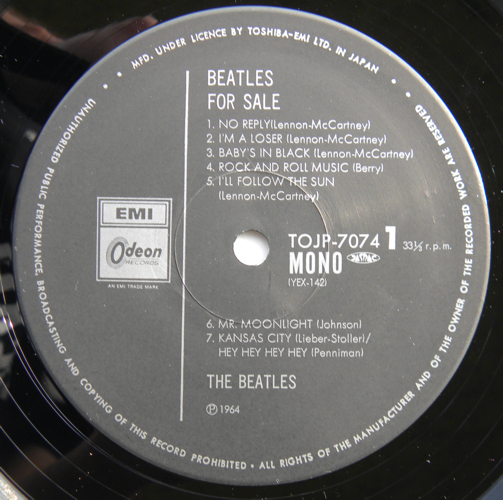 MFD. UNDER LICENCE BY TOSHIBA-EMI LTD. IN JAPAN
BEATLES
FOR SALE
1. NO REPLY(Lennon-McCartney)
2. I'M A LOSER (Lennon-McCartney)
3. BABY'S IN BLACK (Lennon-McCartney)
4. ROCK AND ROLL MUSIC (Berry)
5. I'LL FOLLOW THE SUN
(Lennon-McCartney)
EMI
Odeon
RECORDS
AN EMI TRADE MARK
TOJP-7074 1 33⅓ r.p.m.
MONO
(YEX-142)
6. MR. MOONLIGHT (Johnson)
7. KANSAS CITY (Lieber-Stoller)/
HEY HEY HEY HEY (Penniman)
THE BEATLES
Ⓟ 1964
UNAUTHORIZED PUBLIC PERFORMANCE, BROADCASTING AND COPYING OF THIS RECORD PROHIBITED • ALL RIGHTS OF THE MANUFACTURER AND OF THE OWNER OF THE RECORDED WORK ARE RESERVED